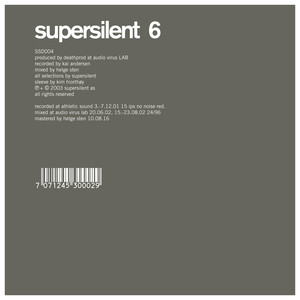 supersilent 6
SSD004
produced by deathprod at audio virus LAB
recorded by kai andersen
mixed by helge sten
all selections by supersilent
sleeve by kim hiorthøy
℗ + © 2003 supersilent as
all rights reserved
recorded at athletic sound 3.-7.12.01 15 ips no noise red.
mixed at audio virus lab 20.06.02, 15.-23.08.02 24/96
mastered by helge sten 10.08.16
7 071245 300029